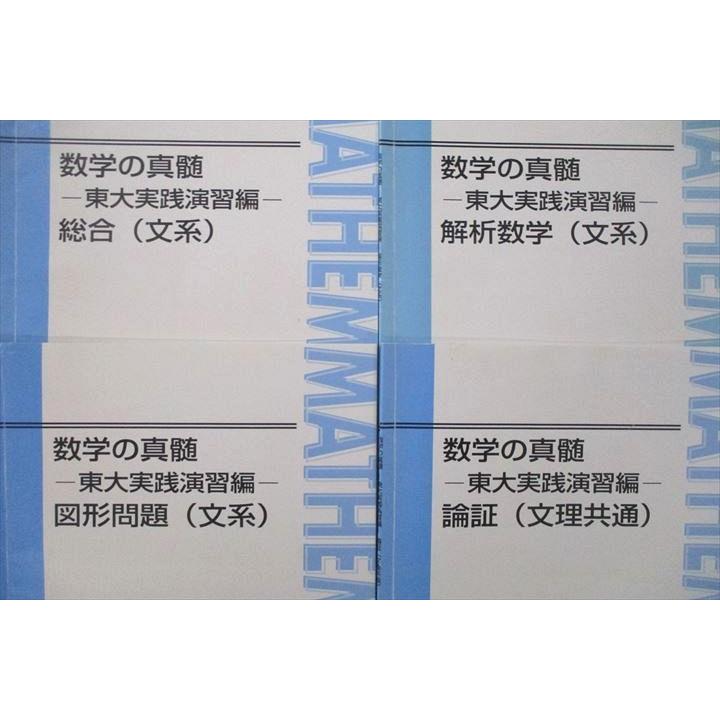 数学の真髄
―東大実践演習編―
総合（文系）
MATHEMMATHEM
数学の真髄
―東大実践演習編―
解析数学（文系）
数学の真髄
―東大実践演習編―
図形問題（文系）
数学の真髄
―東大実践演習編―
論証（文理共通）